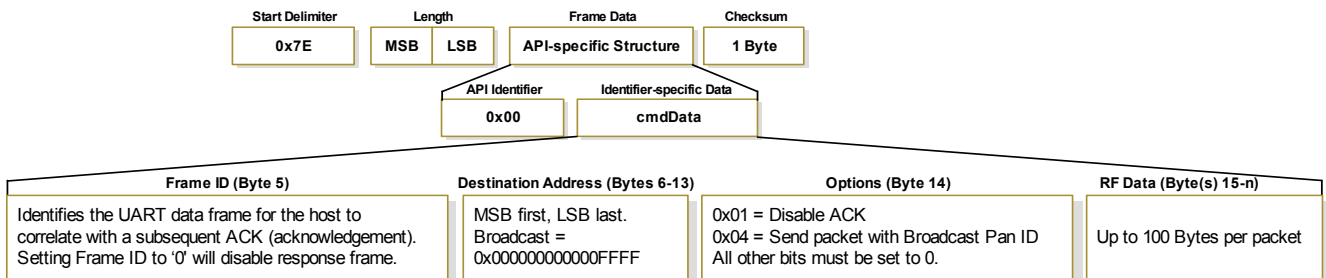 Start Delimiter Length Frame Data Checksum
0x7E MSB LSB API-specific Structure 1 Byte
API Identifier Identifier-specific Data
0x00 cmdData
Frame ID (Byte 5)
Identifies the UART data frame for the host to
correlate with a subsequent ACK (acknowledgement).
Setting Frame ID to ‘0' will disable response frame.
Destination Address (Bytes 6-13)
MSB first, LSB last.
Broadcast =
0x000000000000FFFF
Options (Byte 14)
0x01 = Disable ACK
0x04 = Send packet with Broadcast Pan ID
All other bits must be set to 0.
RF Data (Byte(s) 15-n)
Up to 100 Bytes per packet